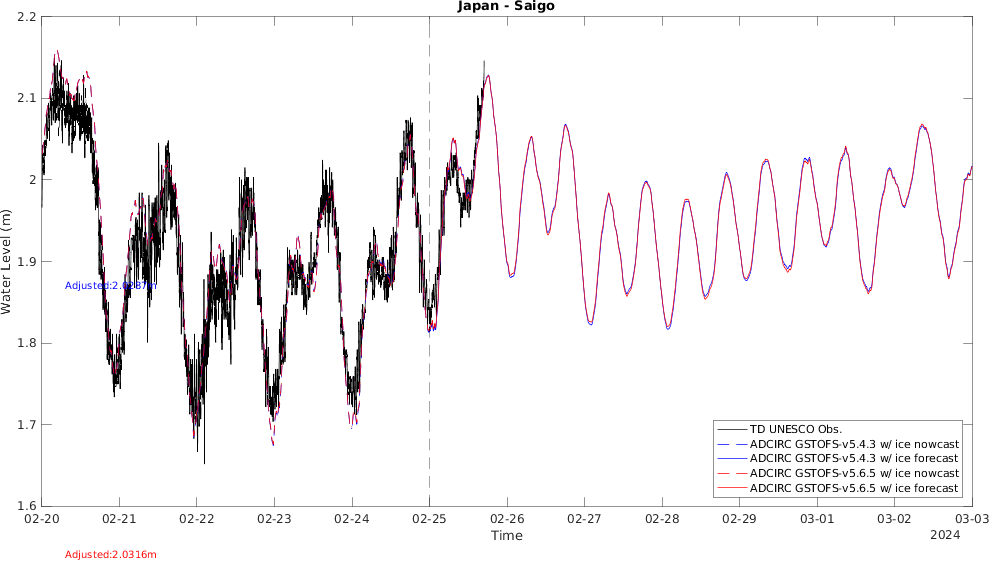 Japan - Saigo
2.2
2.1
2
1.9
1.8
1.7
1.6
Water Level (m)
TD UNESCO Obs.
ADCIRC GSTOFS-v5.4.3 w/ ice nowcast
ADCIRC GSTOFS-v5.4.3 w/ ice forecast
ADCIRC GSTOFS-v5.6.5 w/ ice nowcast
ADCIRC GSTOFS-v5.6.5 w/ ice forecast
02-20 02-21 02-22 02-23 02-24 02-25 02-26 02-27 02-28 02-29 03-01 03-02 03-03
Time
2024
Adjusted:2.0316m